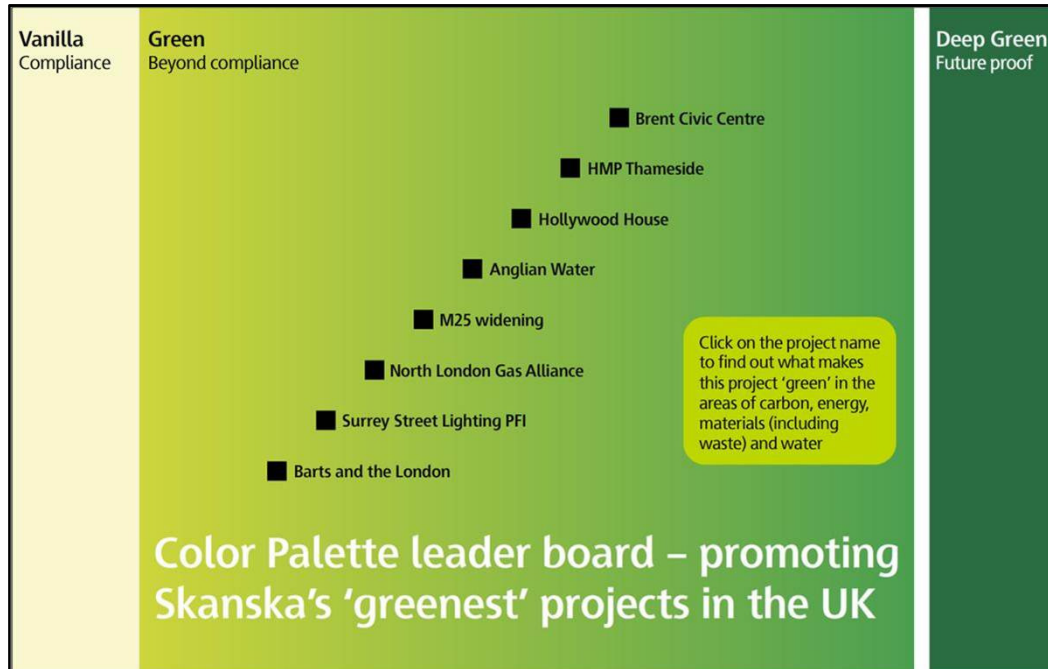 Vanilla
Compliance
Green
Beyond compliance
Deep Green
Future proof
Brent Civic Centre
HMP Thameside
Hollywood House
Anglian Water
M25 widening
North London Gas Alliance
Surrey Street Lighting PFI
Barts and the London
Click on the project name
to find out what makes
this project ‘green’ in the
areas of carbon, energy,
materials (including
waste) and water
Color Palette leader board – promoting
Skanska’s ‘greenest’ projects in the UK